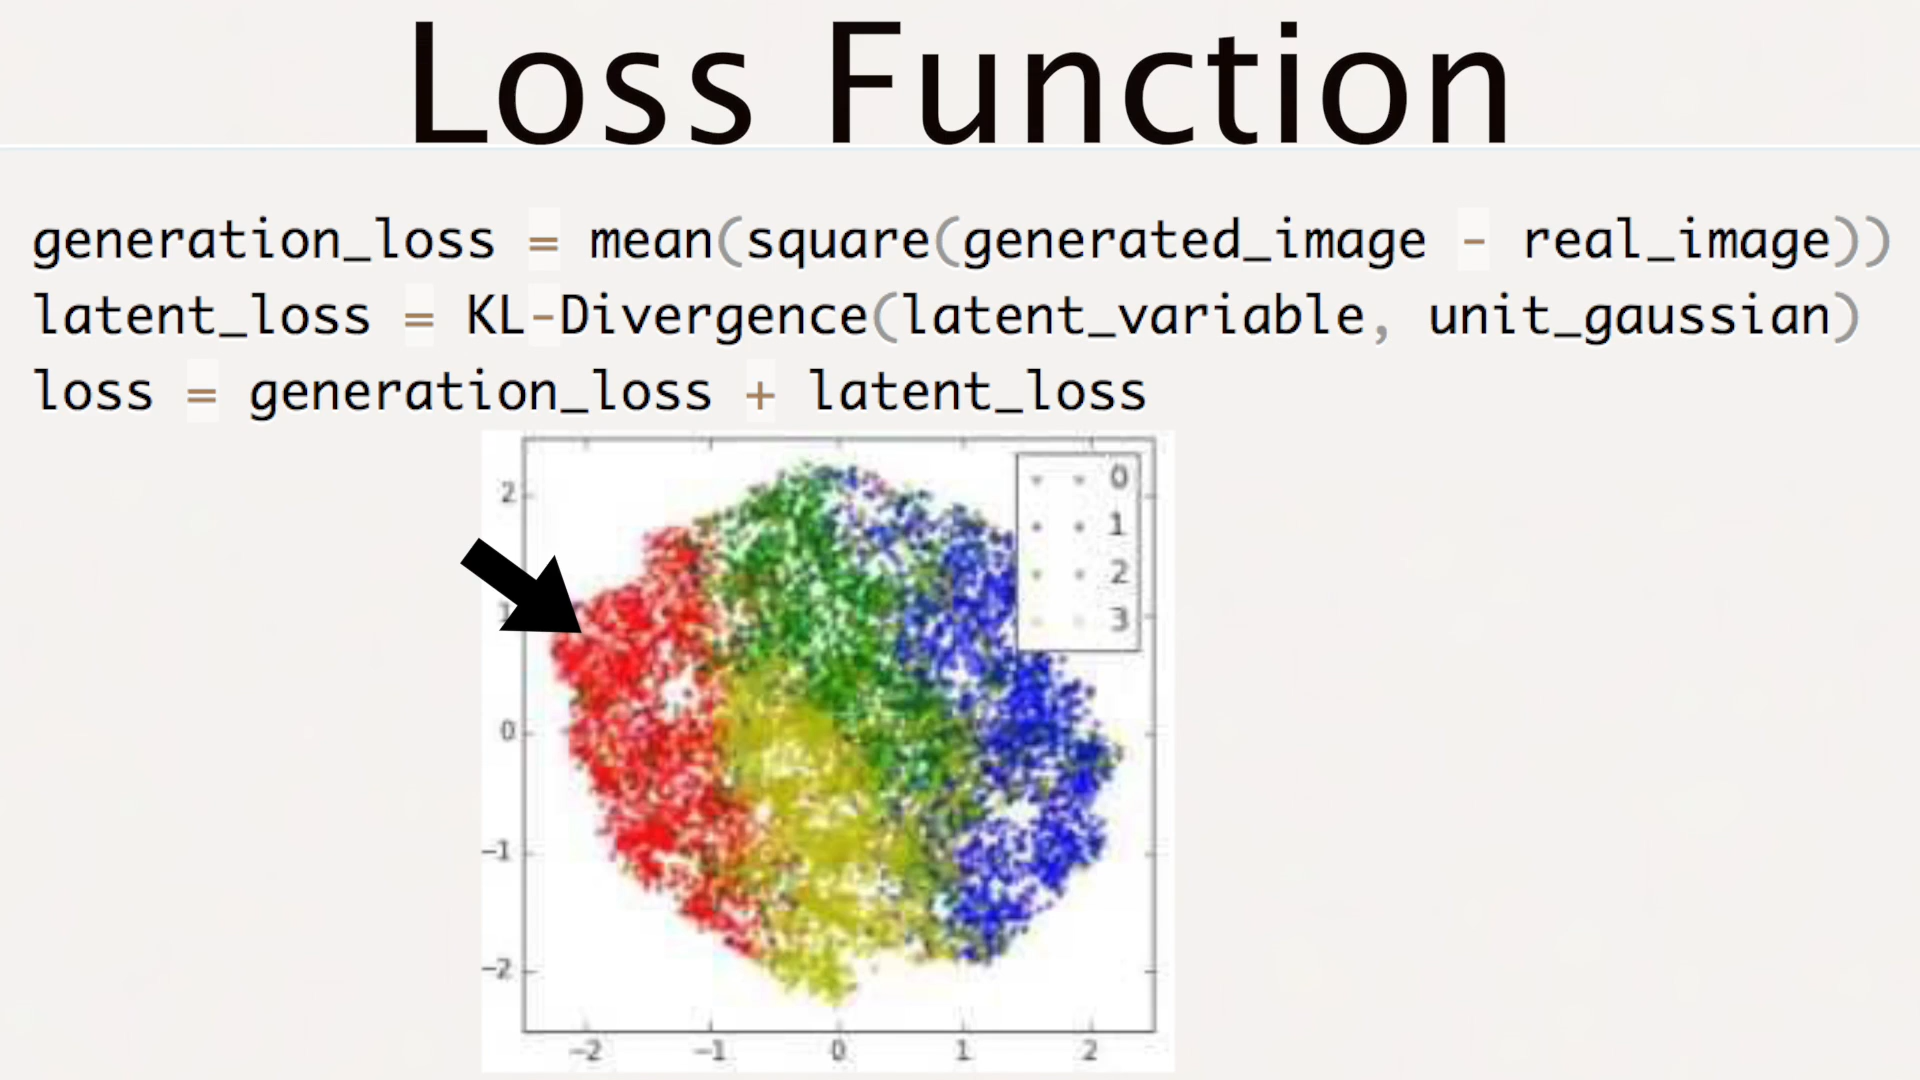 Loss Function
generation_loss = mean(square(generated_image - real_image))
latent_loss = KL-Divergence(latent_variable, unit_gaussian)
loss = generation_loss + latent_loss
0
1
2
3
2
1
0
-1
-2
-2 -1 0 1 2